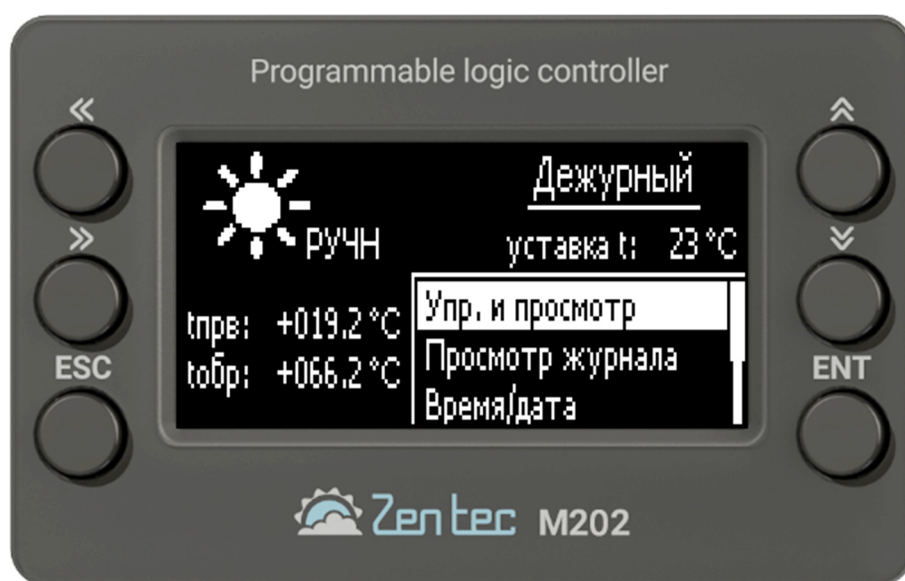 Programmable logic controller
«
»
ESC
Дежурный
РУЧН
уставка t: 23°C
tпрв: +019.2°C
tобр: +066.2°C
Упр. и просмотр
Просмотр журнала
Время/дата
ENT
Zentec M202